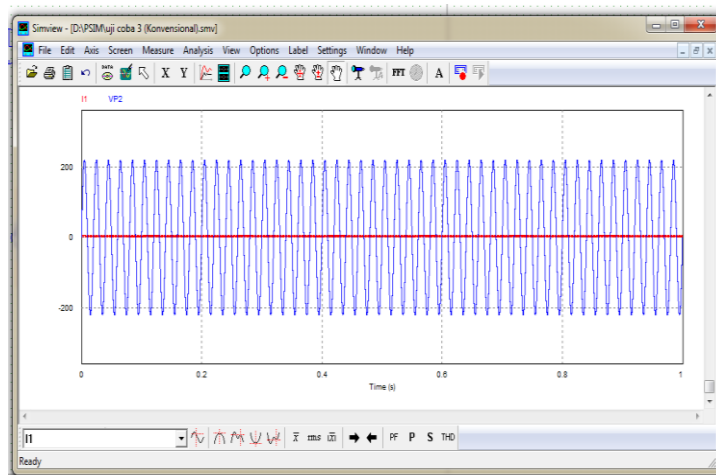 Simview - [D:\PSIM\uji coba 3 (Konvensional).smv]
File Edit Axis Screen Measure Analysis View Options Label Settings Window Help
DATA X Y FFT A
I1 VP2
200
0
-200
0 0.2 0.4 0.6 0.8 1
Time (s)
I1 x rms |x| PF P S THD
Ready